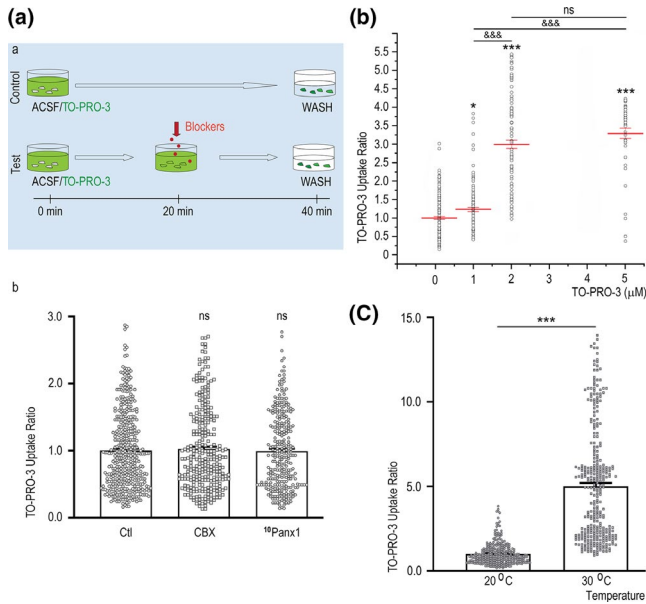 (a)
a
Control
ACSF/TO-PRO-3
WASH
Blockers
Test
ACSF/TO-PRO-3
WASH
0 min
20 min
40 min
(b)
ns
&&&
&&&
***
*
***
TO-PRO-3 Uptake Ratio
5.5
5.0
4.5
4.0
3.5
3.0
2.5
2.0
1.5
1.0
0.5
0
0 1 2 3 4 5
TO-PRO-3 (μM)
b
TO-PRO-3 Uptake Ratio
3.0
2.0
1.0
0.0
ns
ns
Ctl
CBX
¹⁰Panx1
(C)
***
TO-PRO-3 Uptake Ratio
15.0
10.0
5.0
0.0
20 ⁰C
30 ⁰C
Temperature